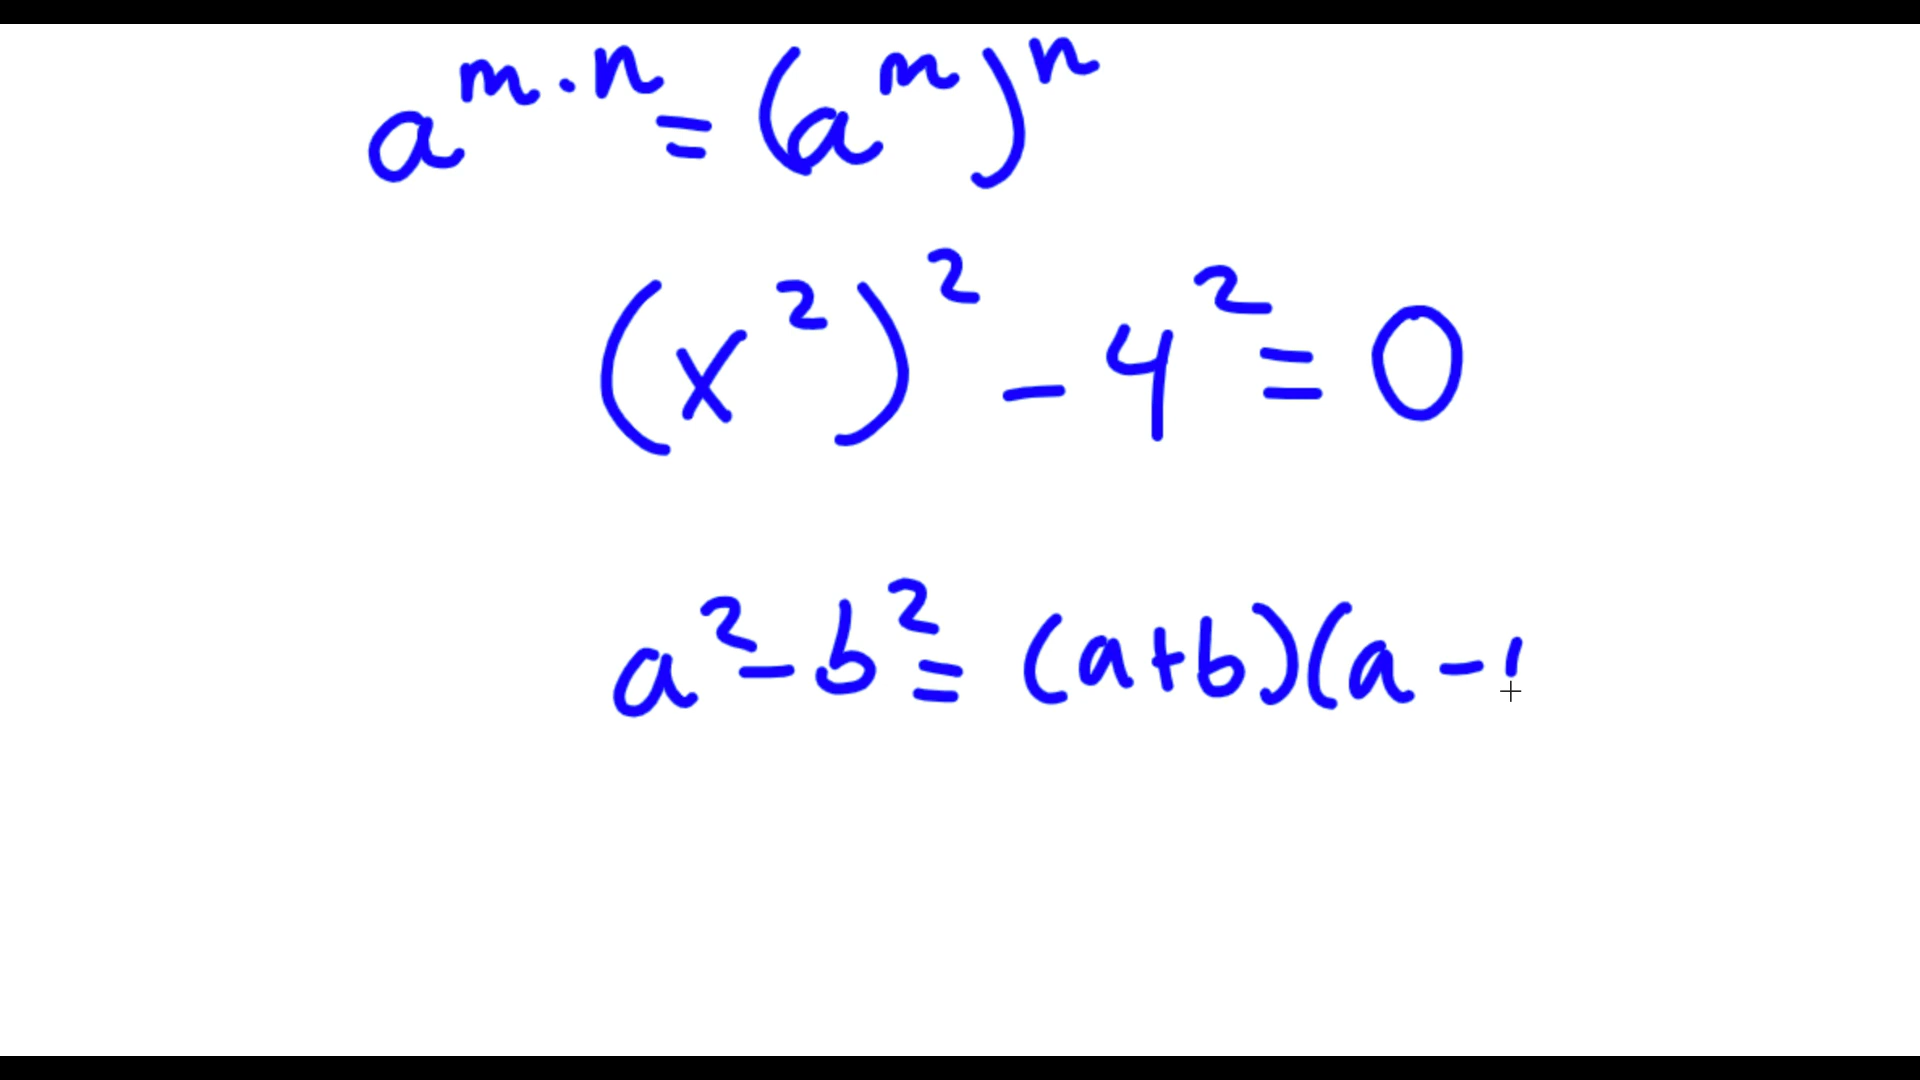 a^{m·n} = (a^m)^n
(x²)² - 4² = 0
a² - b² = (a+b)(a -